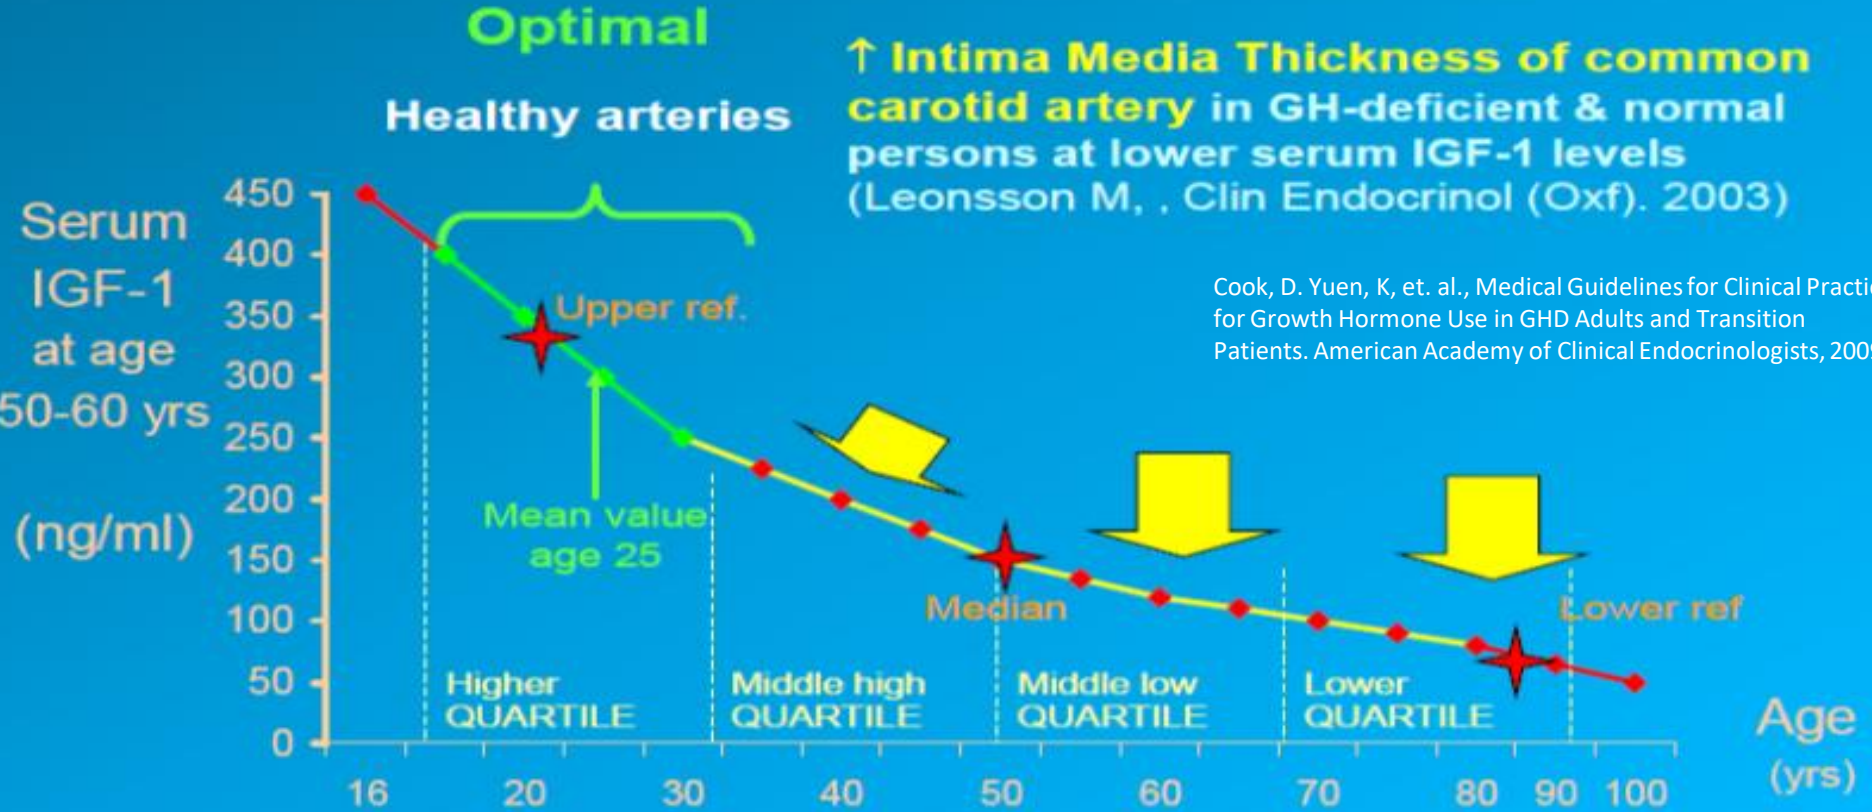 Optimal
Healthy arteries
↑ Intima Media Thickness of common
carotid artery in GH-deficient & normal
persons at lower serum IGF-1 levels
(Leonsson M, , Clin Endocrinol (Oxf). 2003)
Cook, D. Yuen, K, et. al., Medical Guidelines for Clinical Practic
for Growth Hormone Use in GHD Adults and Transition
Patients. American Academy of Clinical Endocrinologists, 2009
Serum
IGF-1
at age
50-60 yrs
(ng/ml)
450
400
350
300
250
200
150
100
50
0
Upper ref.
Mean value
age 25
Median
Lower ref
Higher
QUARTILE
Middle high
QUARTILE
Middle low
QUARTILE
Lower
QUARTILE
16 20 30 40 50 60 70 80 90 100
Age
(yrs)